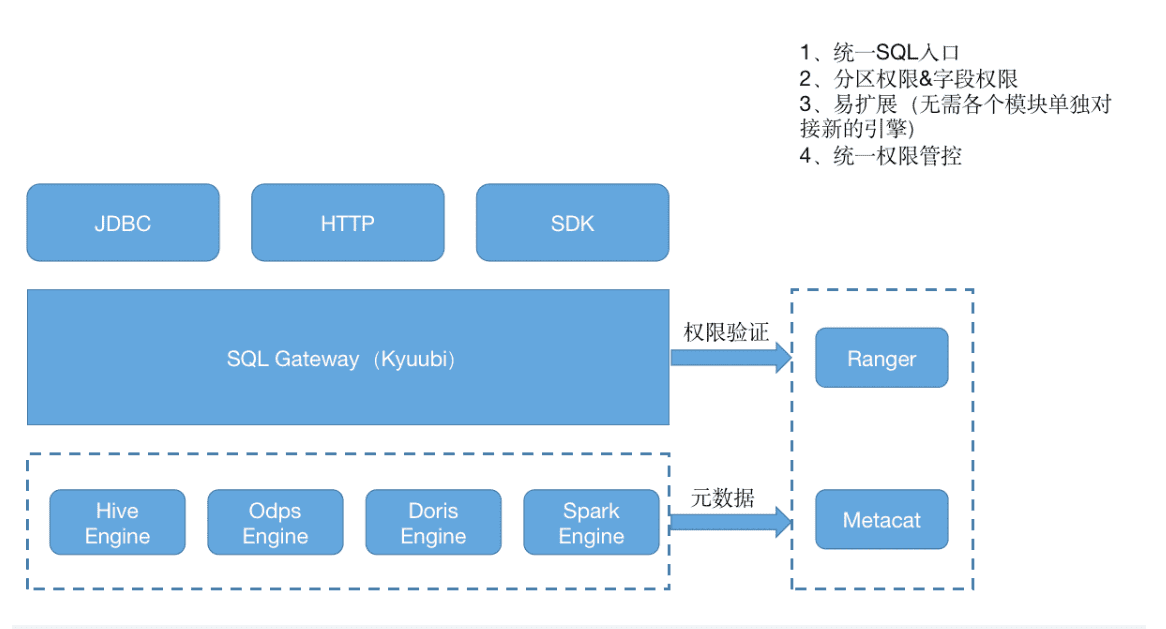 1、统一SQL入口
2、分区权限&字段权限
3、易扩展（无需各个模块单独对
接新的引擎）
4、统一权限管控
JDBC
HTTP
SDK
SQL Gateway（Kyuubi）
权限验证
Ranger
Hive
Engine
Odps
Engine
Doris
Engine
Spark
Engine
元数据
Metacat